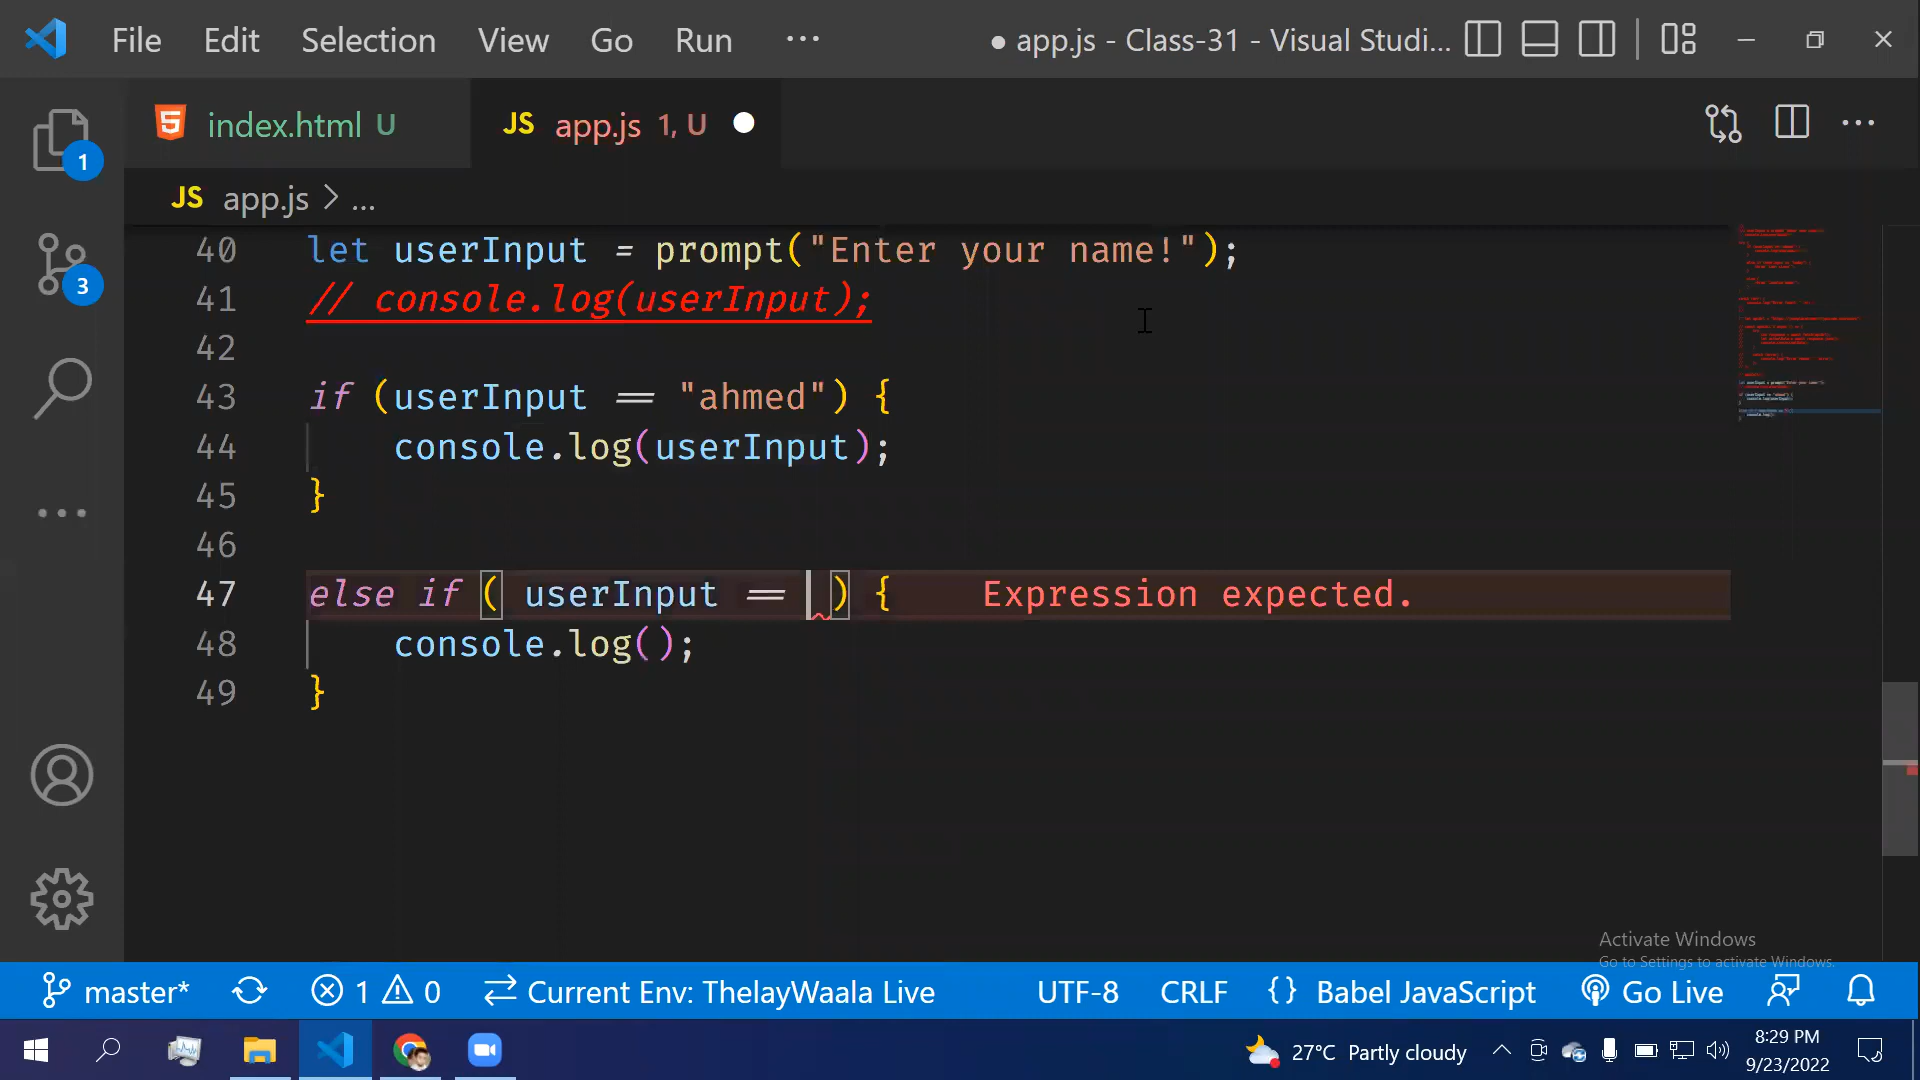 File Edit Selection View Go Run ··· ● app.js - Class-31 - Visual Studi...
index.html U
JS app.js 1, U
JS app.js > ...
1
3
40 let userInput = prompt("Enter your name!");
41 // console.log(userInput);
42
43 if (userInput == "ahmed") {
44 console.log(userInput);
45 }
46
47 else if ( userInput == ) { Expression expected.
48 console.log();
49 }
Activate Windows
Go to Settings to activate Windows.
master* 1 0 Current Env: ThelayWaala Live UTF-8 CRLF {} Babel JavaScript Go Live
27°C Partly cloudy
8:29 PM
9/23/2022